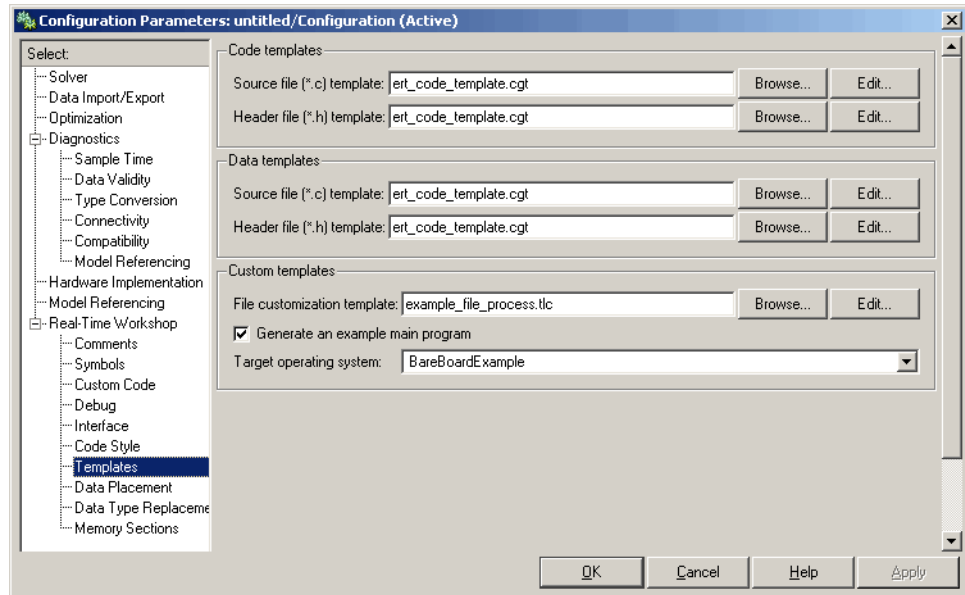 Configuration Parameters: untitled/Configuration (Active)
Select:
Solver
Data Import/Export
Optimization
Diagnostics
Sample Time
Data Validity
Type Conversion
Connectivity
Compatibility
Model Referencing
Hardware Implementation
Model Referencing
Real-Time Workshop
Comments
Symbols
Custom Code
Debug
Interface
Code Style
Templates
Data Placement
Data Type Replaceme
Memory Sections
Code templates
Source file (*.c) template: ert_code_template.cgt Browse... Edit...
Header file (*.h) template: ert_code_template.cgt Browse... Edit...
Data templates
Source file (*.c) template: ert_code_template.cgt Browse... Edit...
Header file (*.h) template: ert_code_template.cgt Browse... Edit...
Custom templates
File customization template: example_file_process.tlc Browse... Edit...
Generate an example main program
Target operating system: BareBoardExample
OK Cancel Help Apply